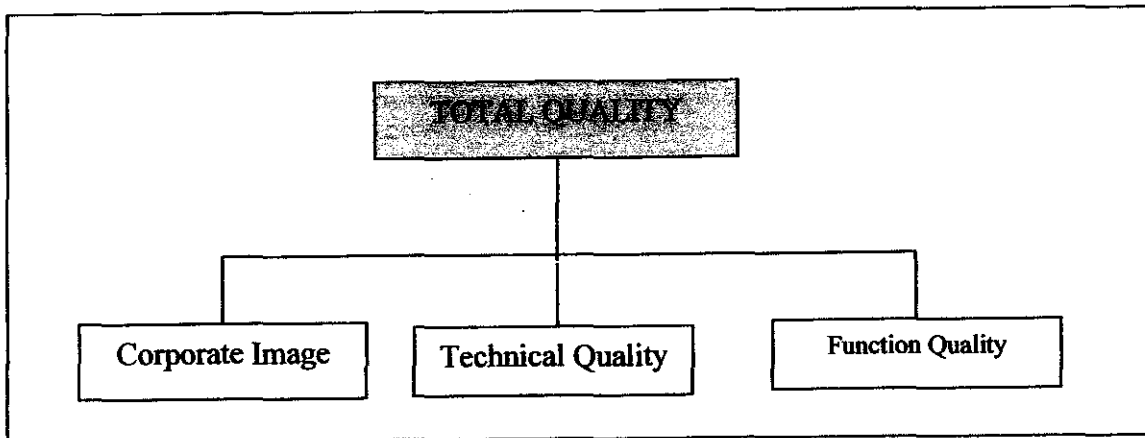 TOTAL QUALITY
Corporate Image
Technical Quality
Function Quality